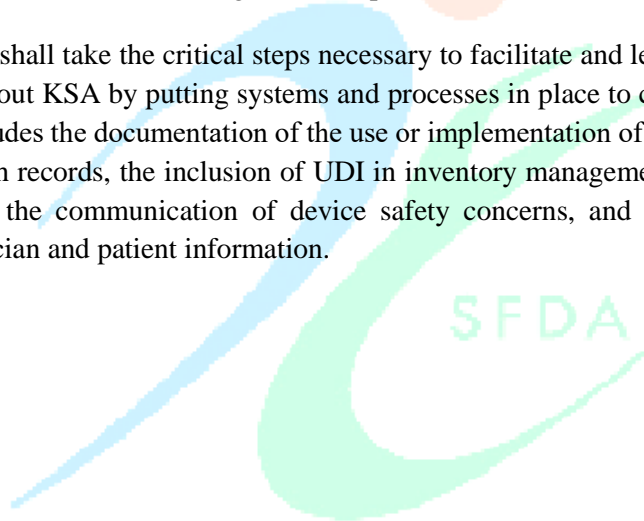 shall take the critical steps necessary to facilitate and le
out KSA by putting systems and processes in place to c
udes the documentation of the use or implementation of
n records, the inclusion of UDI in inventory manageme
the communication of device safety concerns, and
cian and patient information.
SFDA